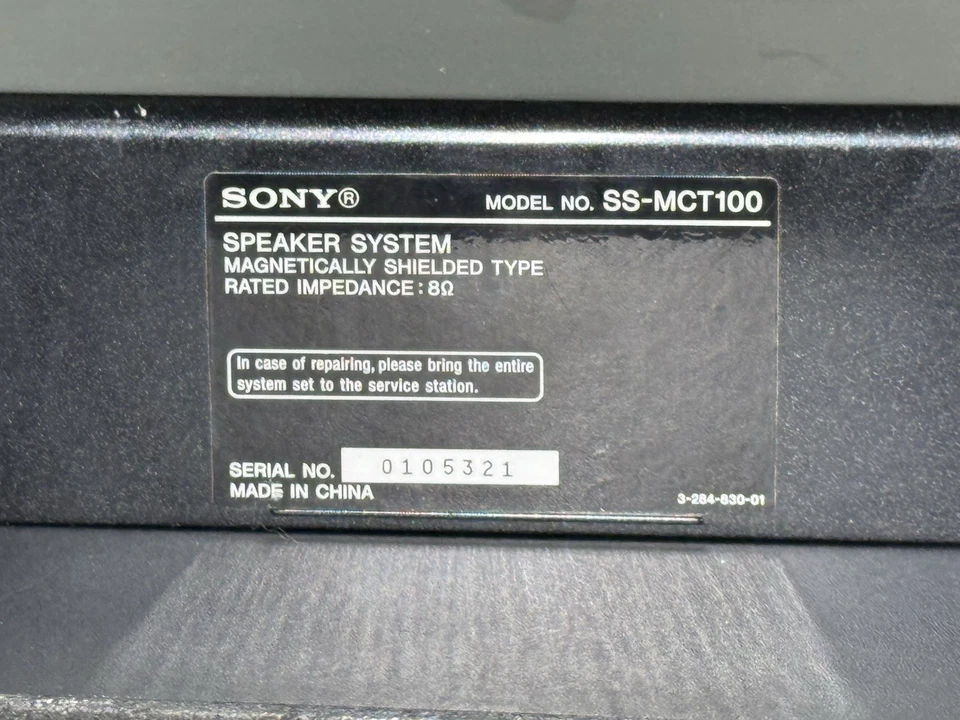 SONY®
MODEL NO. SS-MCT100
SPEAKER SYSTEM
MAGNETICALLY SHIELDED TYPE
RATED IMPEDANCE : 8Ω
In case of repairing, please bring the entire
system set to the service station.
SERIAL NO. 0105321
MADE IN CHINA
3-284-830-01